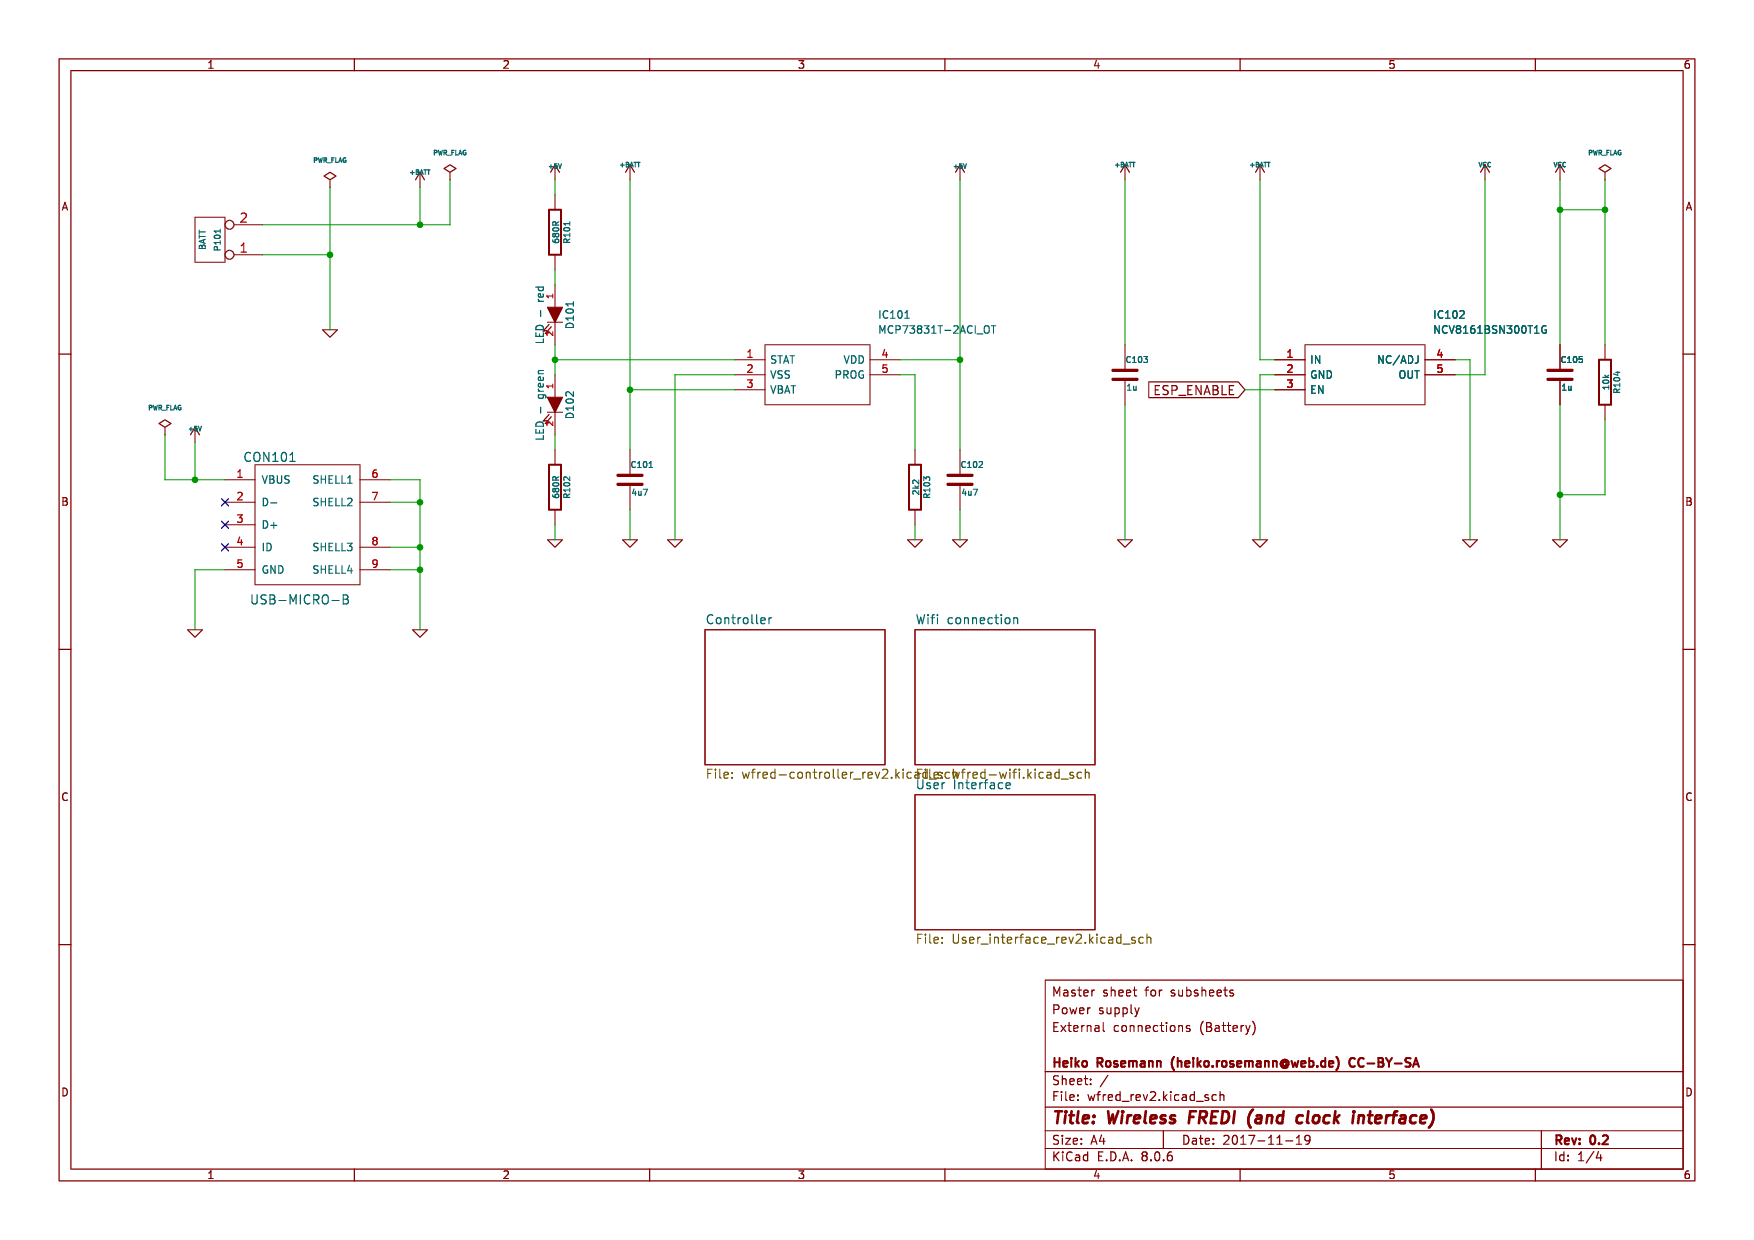 1 2 3 4 5 6
A A
B B
C C
D D
1 2 3 4 5 6
PWR_FLAG
+BATT
PWR_FLAG
BATT
P101
2
1
PWR_FLAG
+5V
CON101
1 VBUS
2 D-
3 D+
4 ID
5 GND
SHELL1 6
SHELL2 7
SHELL3 8
SHELL4 9
USB-MICRO-B
+5V
680R
R101
LED - red
D101
1
2
LED - green
D102
1
2
680R
R102
+BATT
C101
4u7
IC101
MCP73831T-2ACI_OT
1 STAT
2 VSS
3 VBAT
VDD 4
PROG 5
2k2
R103
+5V
C102
4u7
+BATT
C103
1u
ESP_ENABLE
+BATT
IC102
NCV8161BSN300T1G
1 IN
2 GND
3 EN
NC/ADJ 4
OUT 5
VCC
VCC
PWR_FLAG
C105
1u
10k
R104
Controller
File: wfred-controller_rev2.kicad_sch
Wifi connection
File: wfred-wifi.kicad_sch
User Interface
File: User_interface_rev2.kicad_sch
Master sheet for subsheets
Power supply
External connections (Battery)
Heiko Rosemann (heiko.rosemann@web.de) CC-BY-SA
Sheet: /
File: wfred_rev2.kicad_sch
Title: Wireless FREDI (and clock interface)
Size: A4 Date: 2017-11-19 Rev: 0.2
KiCad E.D.A. 8.0.6 Id: 1/4